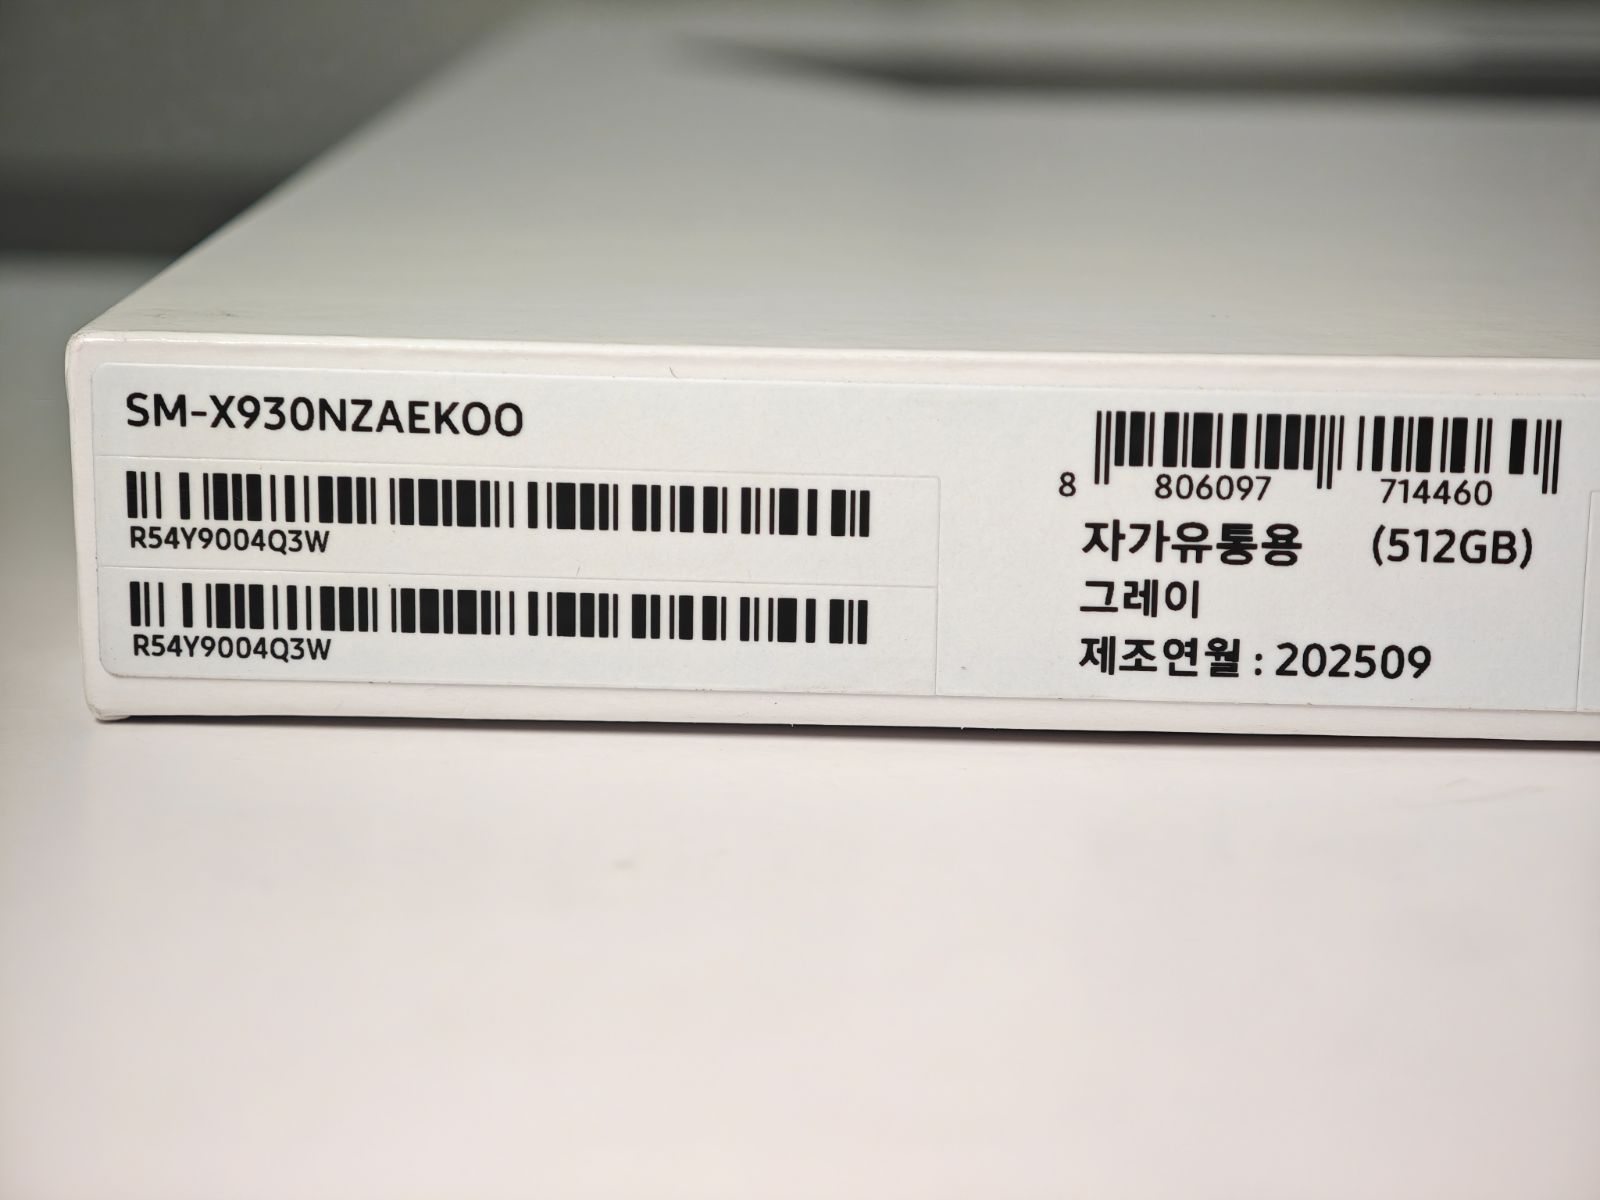 SM-X930NZAEKOO
R54Y9004Q3W
R54Y9004Q3W
8 806097 714460
자가유통용 (512GB)
그레이
제조연월 : 202509